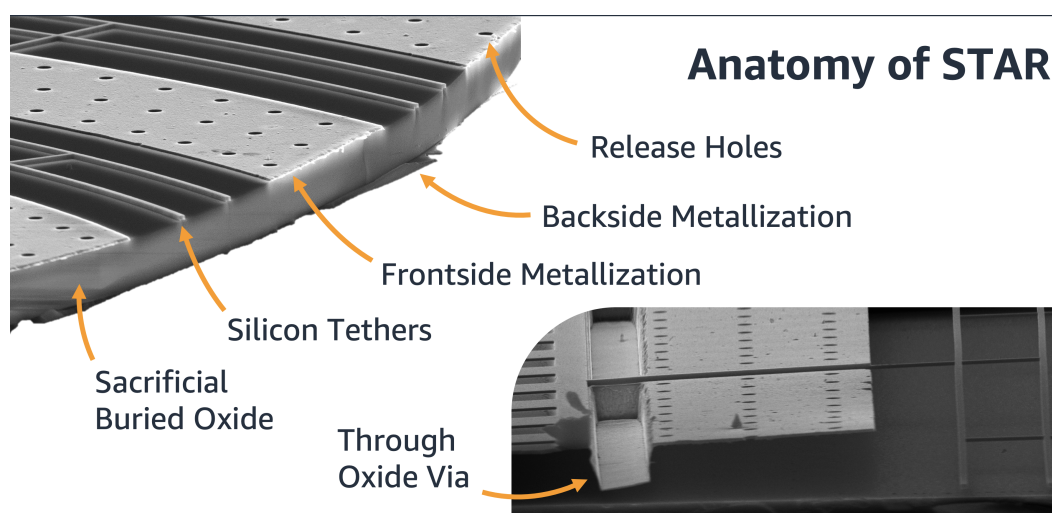 Anatomy of STAR
Release Holes
Backside Metallization
Frontside Metallization
Silicon Tethers
Sacrificial
Buried Oxide
Through
Oxide Via